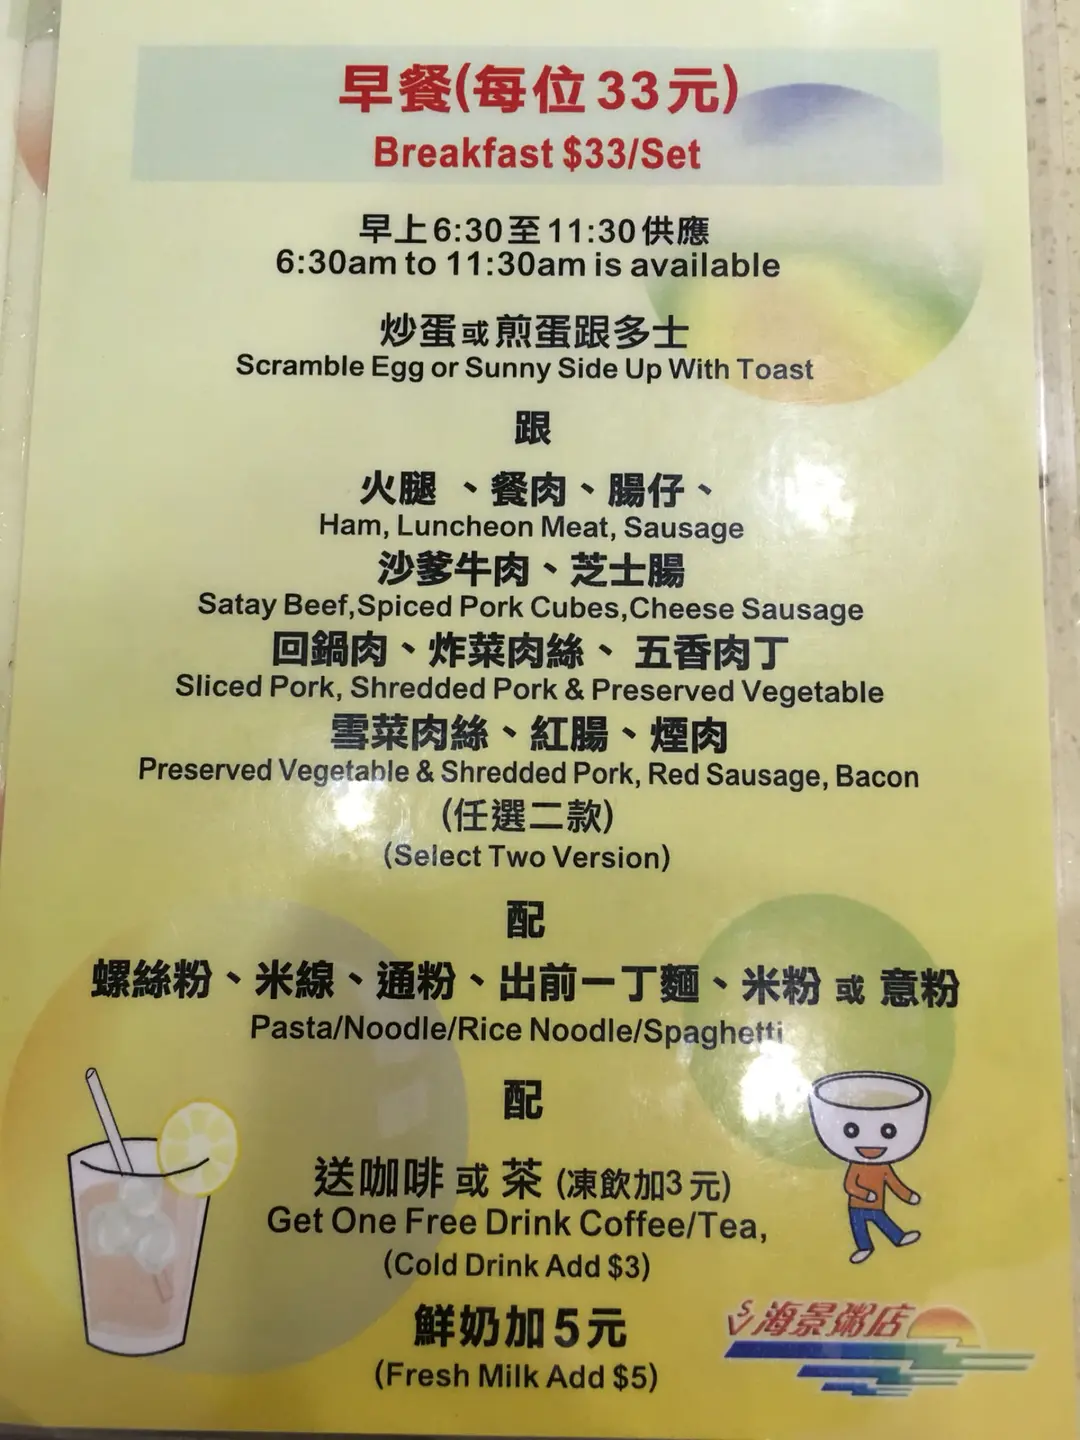 早餐(每位33元)
Breakfast $33/Set
早上6:30至11:30供應
6:30am to 11:30am is available
炒蛋或煎蛋跟多士
Scramble Egg or Sunny Side Up With Toast
跟
火腿、餐肉、腸仔、
Ham, Luncheon Meat, Sausage
沙爹牛肉、芝士腸
Satay Beef,Spiced Pork Cubes,Cheese Sausage
回鍋肉、炸菜肉絲、五香肉丁
Sliced Pork, Shredded Pork & Preserved Vegetable
雪菜肉絲、紅腸、煙肉
Preserved Vegetable & Shredded Pork, Red Sausage, Bacon
(任選二款)
(Select Two Version)
配
螺絲粉、米線、通粉、出前一丁麵、米粉 或 意粉
Pasta/Noodle/Rice Noodle/Spaghetti
配
送咖啡 或 茶 (凍飲加3元)
Get One Free Drink Coffee/Tea,
(Cold Drink Add $3)
鮮奶加5元
(Fresh Milk Add $5)
SV 海景粥店